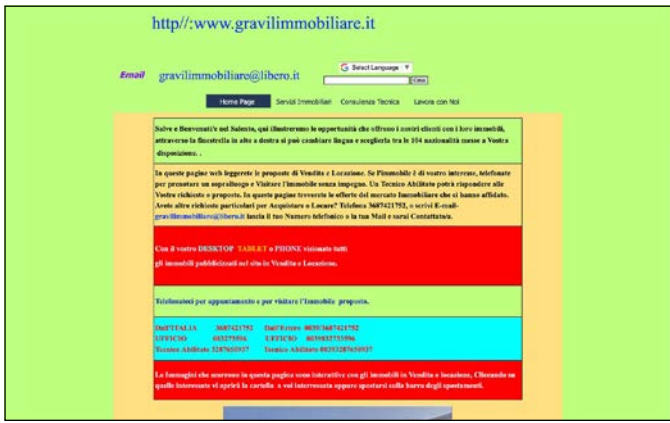 http//:www.gravilimmobiliare.it
Select Language ▼
Email gravilimmobiliare@libero.it
Cerca
Home Page Servizi Immobiliari Consulenza Tecnica Lavora con Noi
Salve e Benvenuti/e nel Salento, qui illustreremo le opportunità che offrono i nostri clienti con i loro immobili,
attraverso la finestrella in alto a destra si può cambiare lingua e sceglierla tra le 104 nazionalità messe a Vostra
disposizione. .
In queste pagine web leggerete le proposte di Vendita e Locazione. Se l'immobile è di vostro interesse, telefonate
per prenotare un sopralluogo e Visitare l'immobile senza impegno. Un Tecnico Abilitato potrà rispondere alle
Vostre richieste o proposte. In queste pagine troverete le offerte del mercato Immobiliare che ci hanno affidato.
Avete altre richieste particolari per Acquistare o Locare? Telefona 3687421752, o scrivi E-mail-
gravilimmobiliare@libero.it lascia il tuo Numero telefonico o la tua Mail e sarai Contattato/a.
Con il vostro DESKTOP TABLET o PHONE visionate tutti
gli immobili pubblicizzati nel sito in Vendita e Locazione.
Telefonateci per appuntamento e per visitare l'Immobile proposta.
Dall'ITALIA 3687421752 Dall'Estero 00393687421752
UFFICIO UFFICIO
Tecnico Abilitato 3287650937 Tecnico Abilitato 00393287650937
Le Immagini che scorrono in questa pagina sono interattive con gli immobili in Vendita e locazione, Cliccando su
quelle interessate vi aprirà la cartella a voi interessata oppure spostarsi sulla barra degli spostamenti.